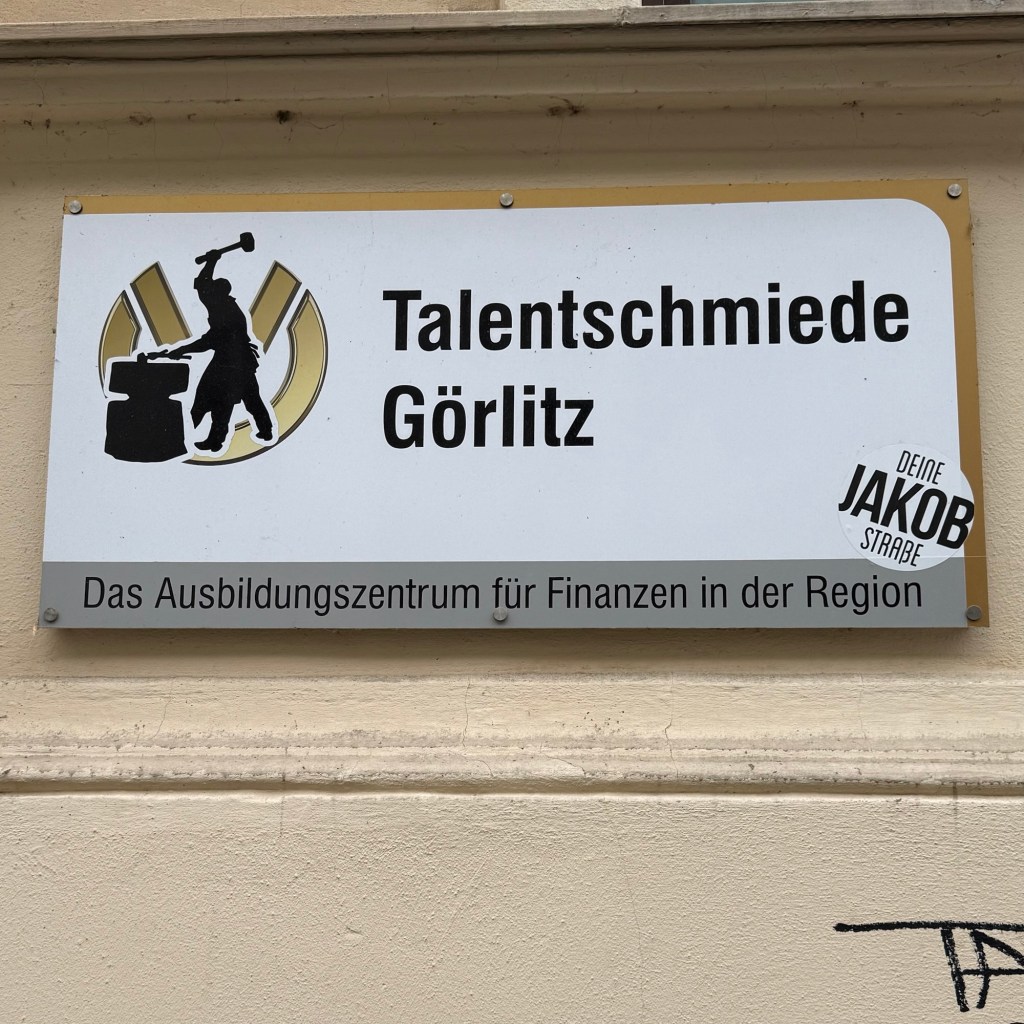 Talentschmiede
Görlitz
DEINE
JAKOB
STRAßE
Das Ausbildungszentrum für Finanzen in der Region